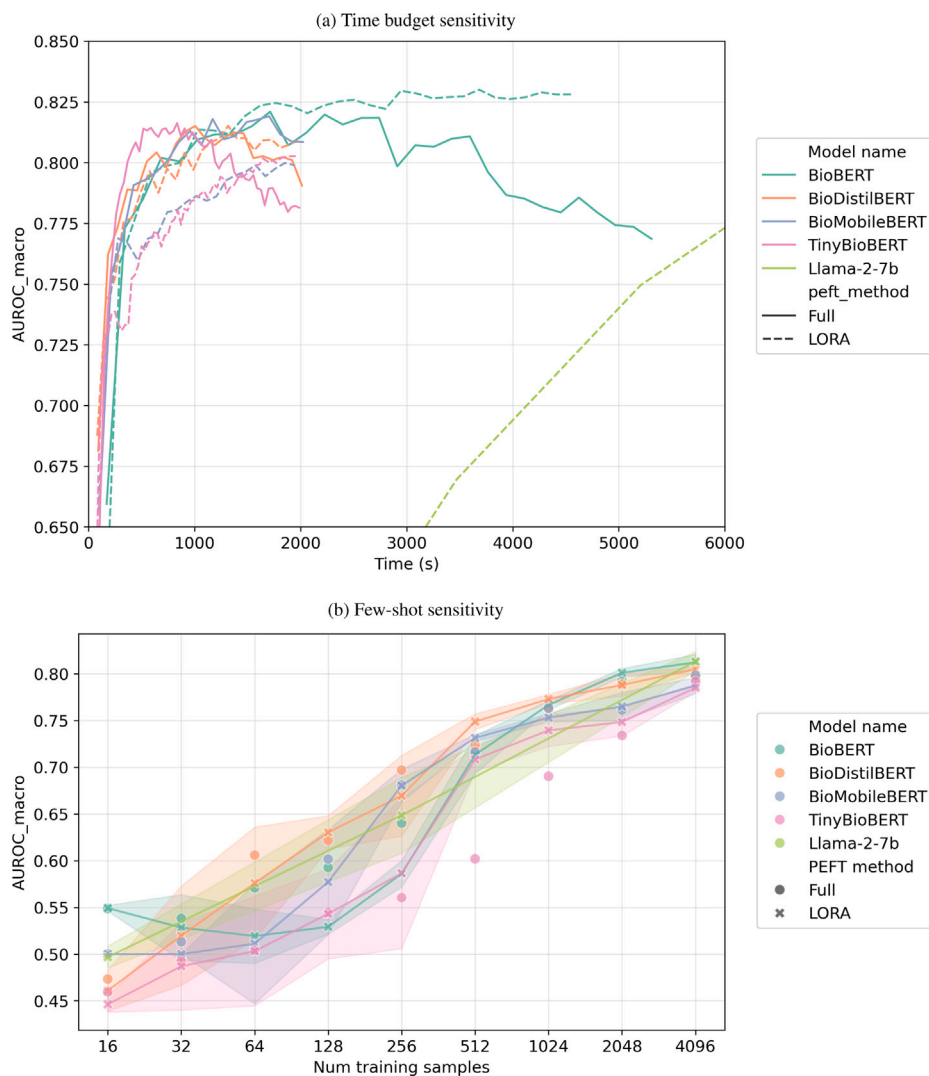 (a) Time budget sensitivity
AUROC_macro
0.850
0.825
0.800
0.775
0.750
0.725
0.700
0.675
0.650
0
1000
2000
3000
4000
5000
6000
Time (s)
Model name
BioBERT
BioDistilBERT
BioMobileBERT
TinyBioBERT
Llama-2-7b
peft_method
Full
LORA
(b) Few-shot sensitivity
AUROC_macro
0.80
0.75
0.70
0.65
0.60
0.55
0.50
0.45
16
32
64
128
256
512
1024
2048
4096
Num training samples
Model name
BioBERT
BioDistilBERT
BioMobileBERT
TinyBioBERT
Llama-2-7b
PEFT method
Full
LORA